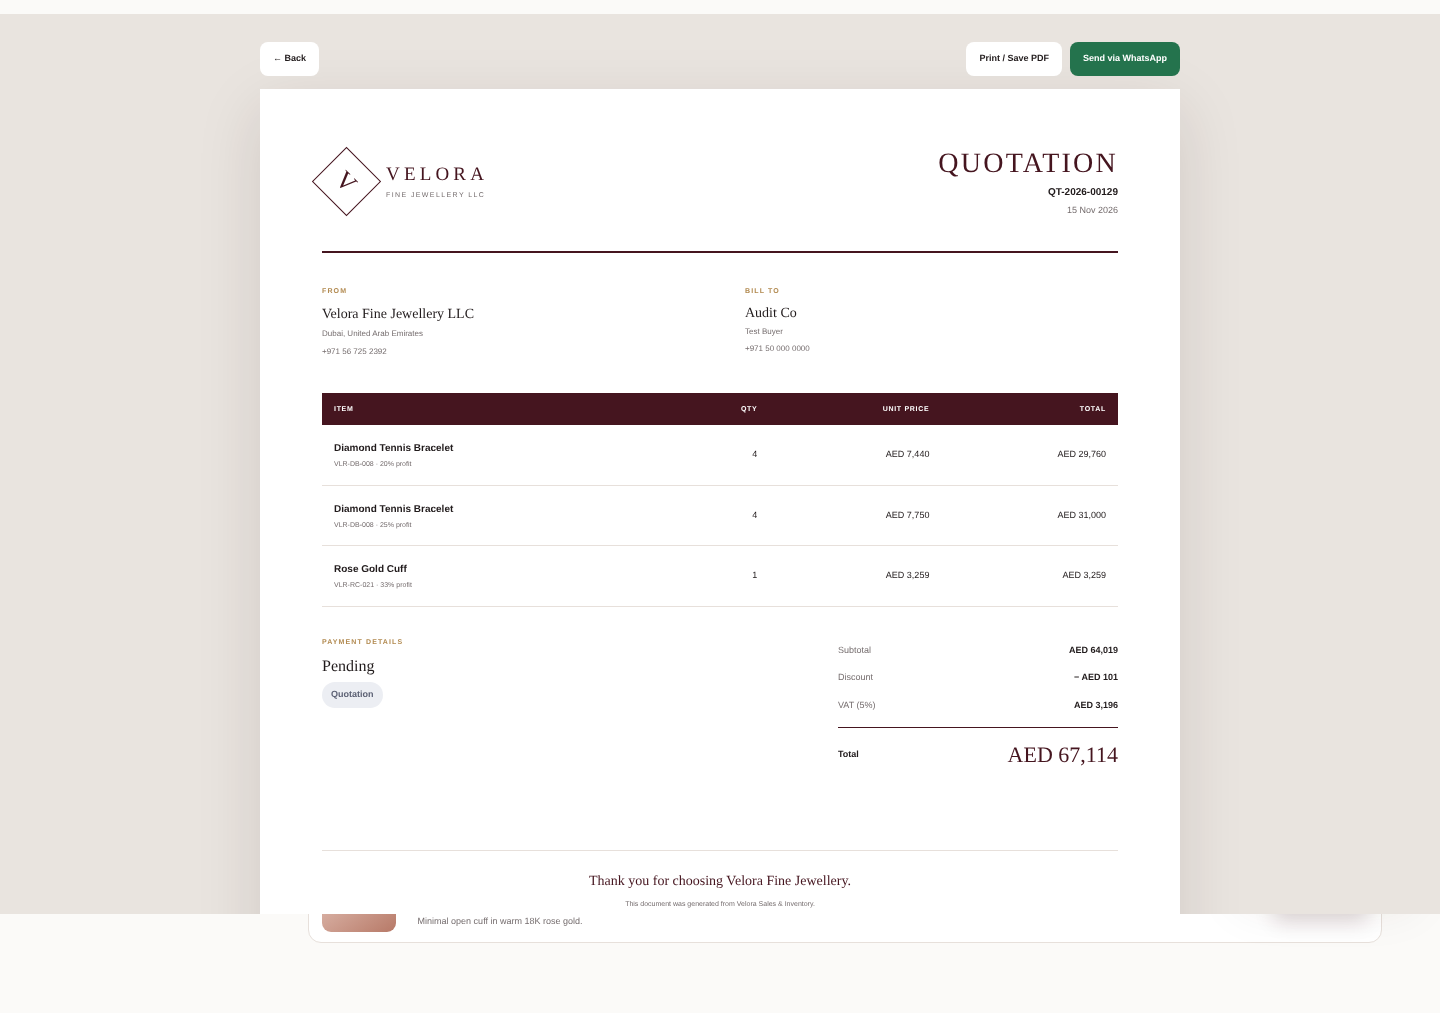 ← Back
Print / Save PDF
Send via WhatsApp
V
VELORA
FINE JEWELLERY LLC
QUOTATION
QT-2026-00129
15 Nov 2026
FROM
Velora Fine Jewellery LLC
Dubai, United Arab Emirates
+971 56 725 2392
BILL TO
Audit Co
Test Buyer
+971 50 000 0000
ITEM QTY UNIT PRICE TOTAL
Diamond Tennis Bracelet
VLR-DB-008 · 20% profit
4 AED 7,440 AED 29,760
Diamond Tennis Bracelet
VLR-DB-008 · 25% profit
4 AED 7,750 AED 31,000
Rose Gold Cuff
VLR-RC-021 · 33% profit
1 AED 3,259 AED 3,259
PAYMENT DETAILS
Pending
Quotation
Subtotal AED 64,019
Discount − AED 101
VAT (5%) AED 3,196
Total AED 67,114
Thank you for choosing Velora Fine Jewellery.
This document was generated from Velora Sales & Inventory.
Minimal open cuff in warm 18K rose gold.